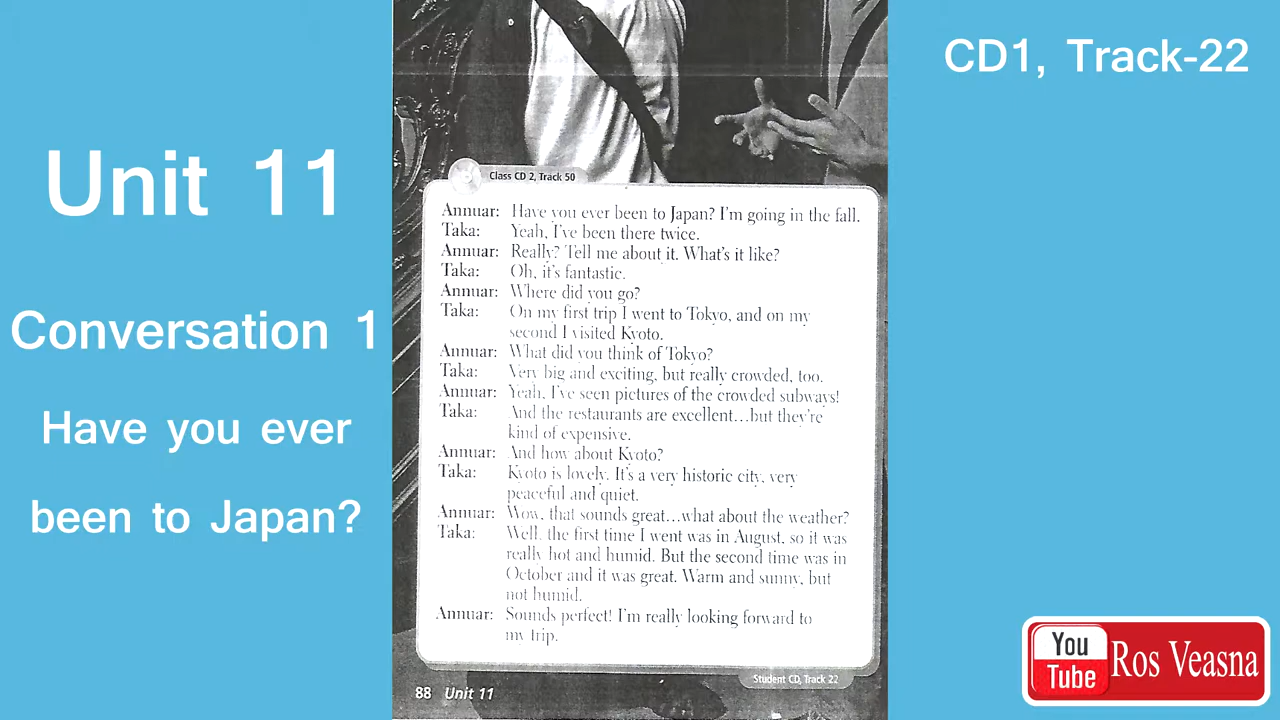 Unit 11
Conversation 1
Have you ever
been to Japan?
CD1, Track-22
Class CD 2, Track 50
Annuar: Have you ever been to Japan? I'm going in the fall.
Taka: Yeah, I've been there twice.
Annuar: Really? Tell me about it. What's it like?
Taka: Oh, it's fantastic.
Annuar: Where did you go?
Taka: On my first trip I went to Tokyo, and on my
second I visited Kyoto.
Annuar: What did you think of Tokyo?
Taka: Very big and exciting, but really crowded, too.
Annuar: Yeah, I've seen pictures of the crowded subways!
Taka: And the restaurants are excellent...but they're
kind of expensive.
Annuar: And how about Kyoto?
Taka: Kyoto is lovely. It's a very historic city, very
peaceful and quiet.
Annuar: Wow, that sounds great...what about the weather?
Taka: Well, the first time I went was in August, so it was
really hot and humid. But the second time was in
October and it was great. Warm and sunny, but
not humid.
Annuar: Sounds perfect! I'm really looking forward to
my trip.
Student CD, Track 22
88 Unit 11
You
Tube
Ros Veasna